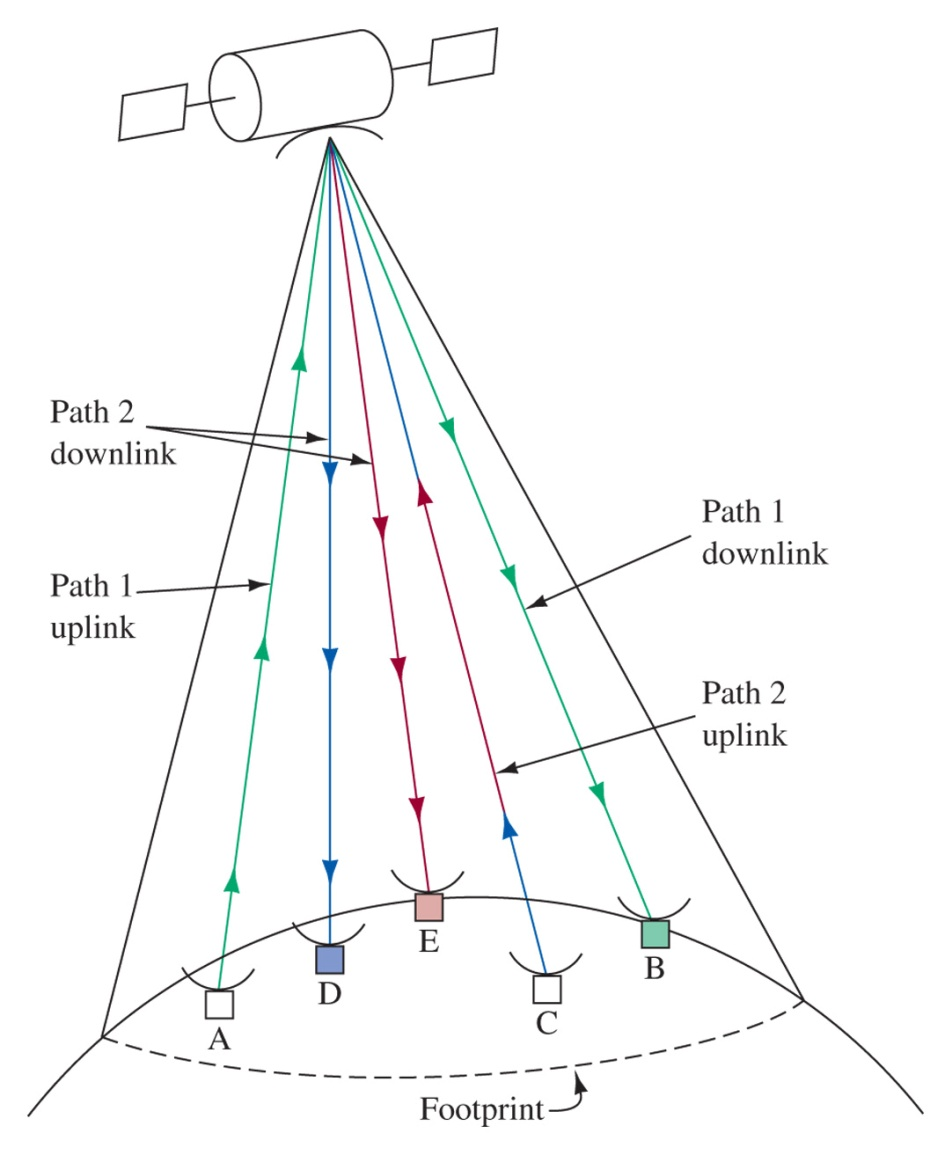 Path 2
downlink
Path 1
downlink
Path 1
uplink
Path 2
uplink
E
B
D
C
A
Footprint